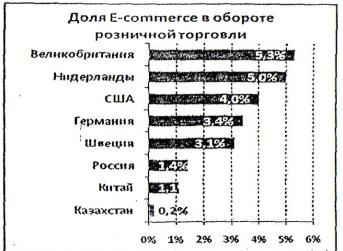 Доля E-commerce в обороте
розничной торговли
Великобритания 5,3%
Нидерланды 5,0%
США 4,0%
Германия 3,4%
Швеция 3,1%
Россия 1,4%
Китай 1,1
Казахстан 0,2%
0% 1% 2% 3% 4% 5% 6%